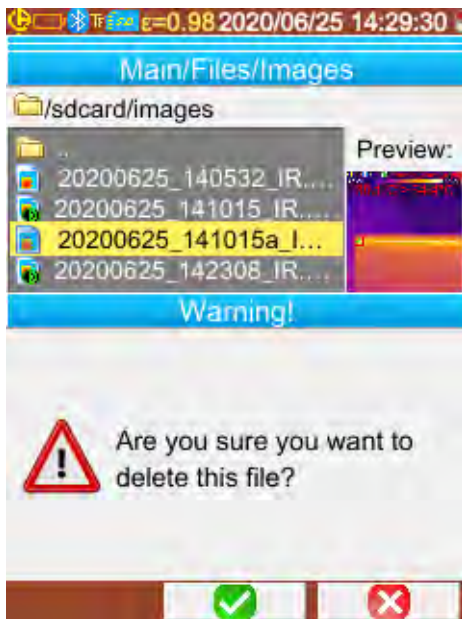 ε=0.98 2020/06/25 14:29:30
Main/Files/Images
/sdcard/images
..
Preview:
20200625_140532_IR....
20200625_141015_IR....
20200625_141015a_I...
20200625_142308_IR....
Warning!
Are you sure you want to
delete this file?